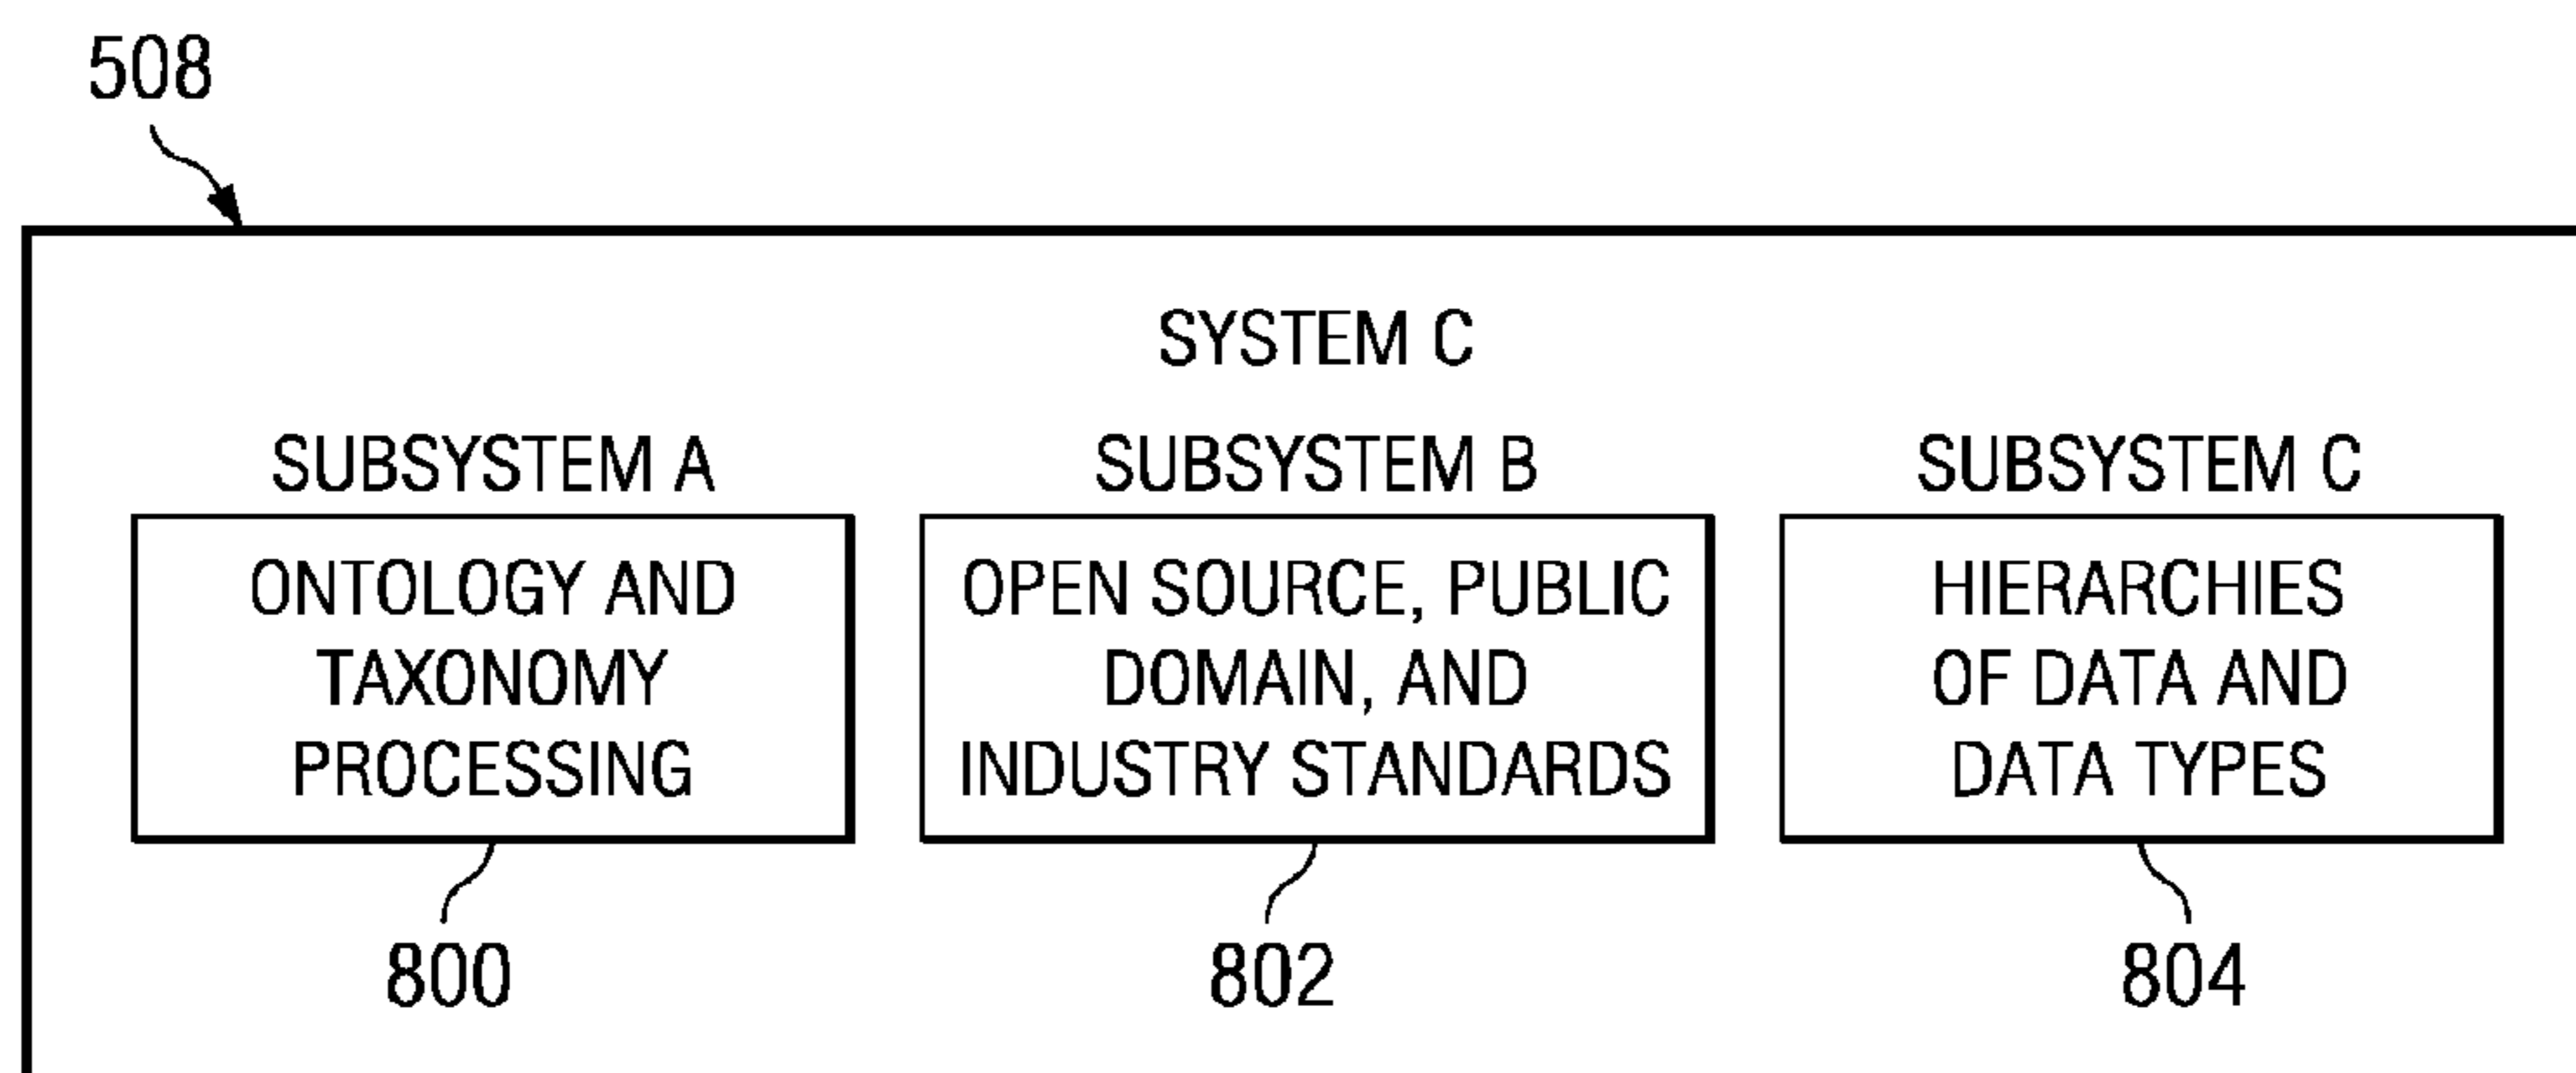 508
SYSTEM C
SUBSYSTEM A
ONTOLOGY AND
TAXONOMY
PROCESSING
800
SUBSYSTEM B
OPEN SOURCE, PUBLIC
DOMAIN, AND
INDUSTRY STANDARDS
802
SUBSYSTEM C
HIERARCHIES
OF DATA AND
DATA TYPES
804